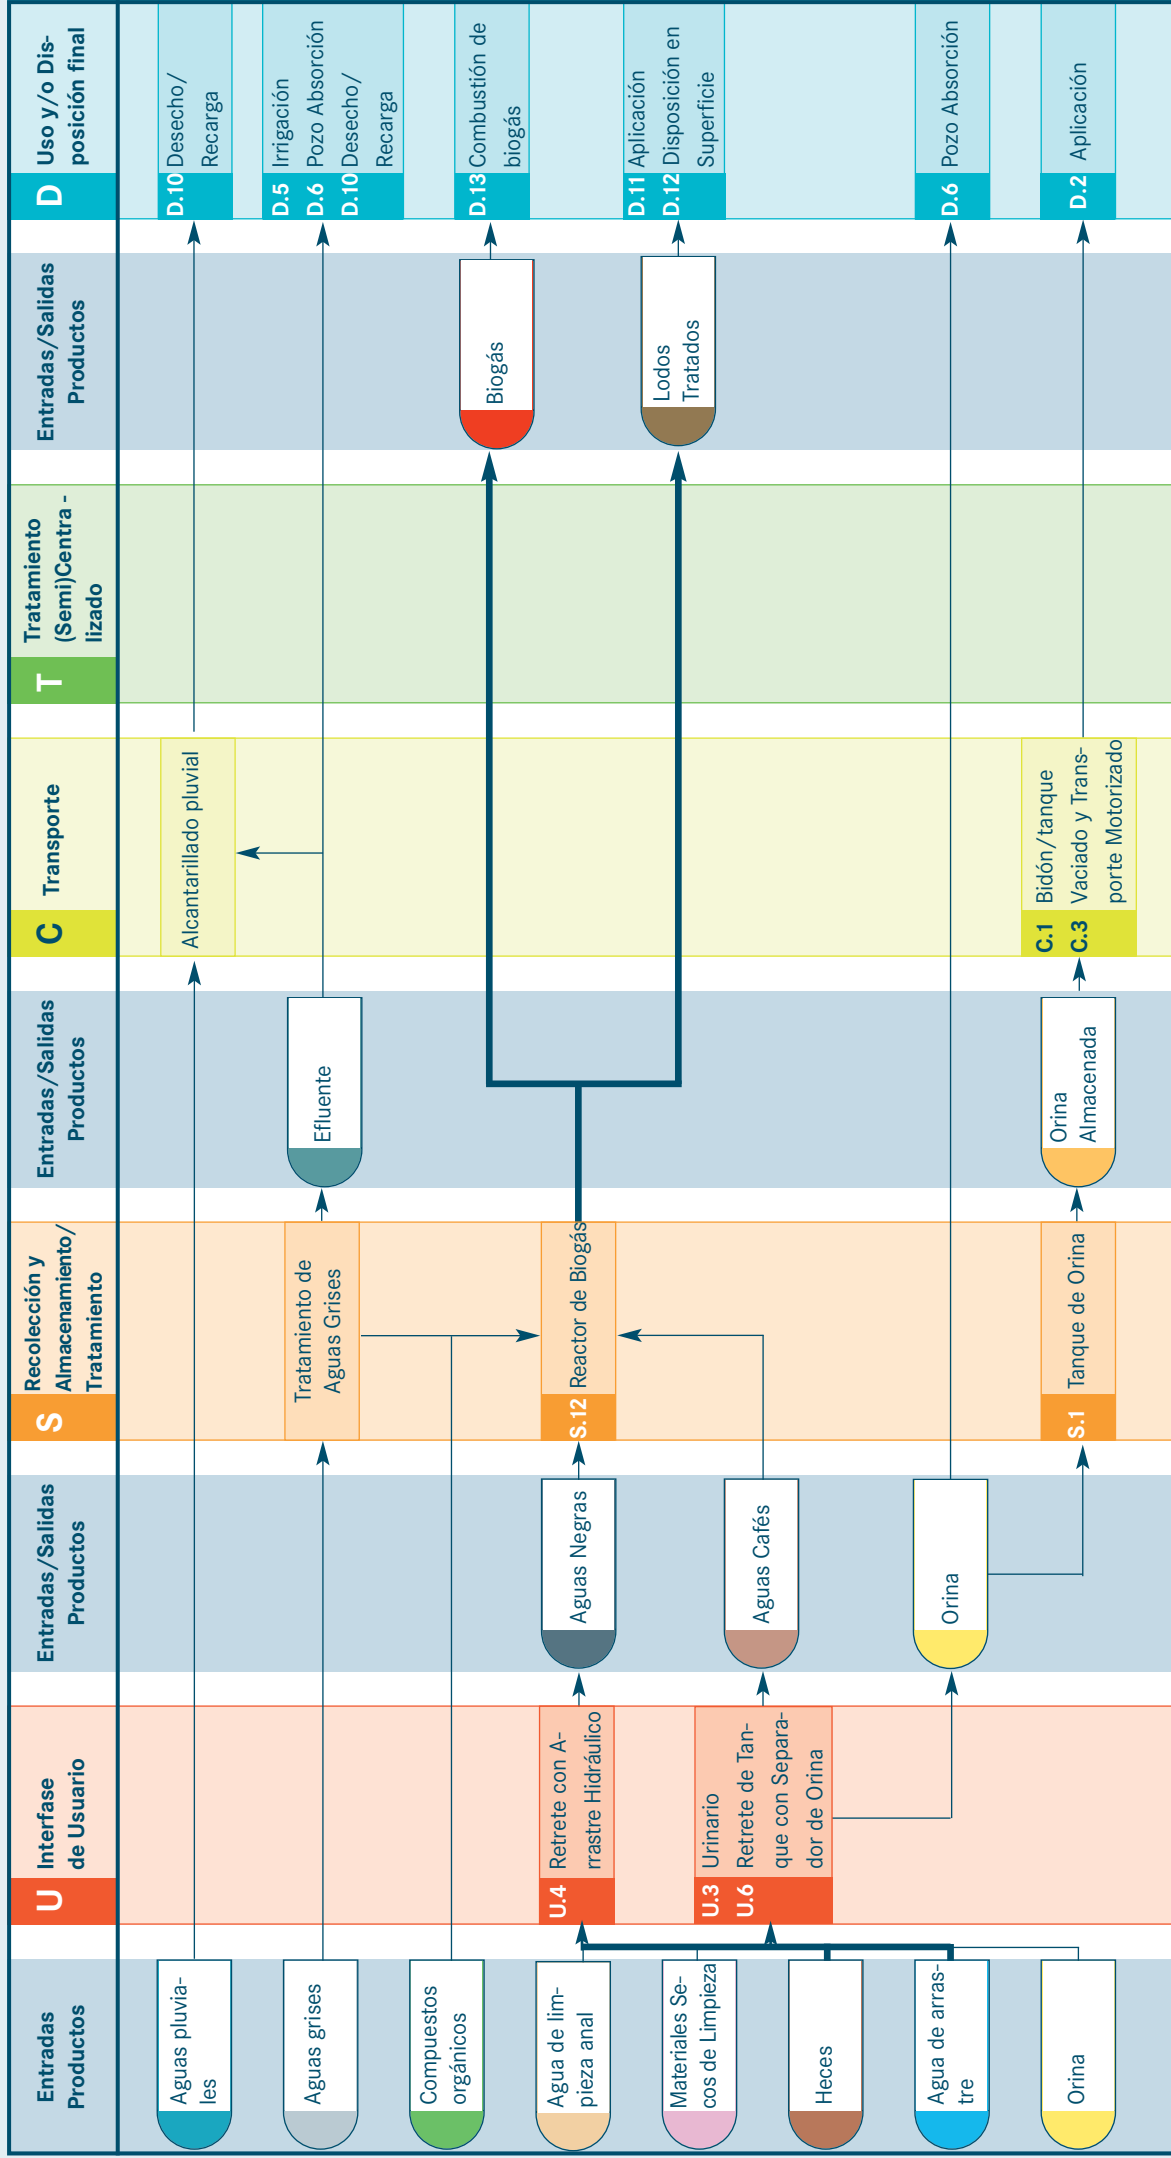 Entradas
Productos
U
Interfase
de Usuario
Entradas/Salidas
Productos
S
Recolección y
Almacenamiento/
Tratamiento
Entradas/Salidas
Productos
C
Transporte
T
Tratamiento
(Semi)Centra -
lizado
Entradas/Salidas
Productos
D
Uso y/o Dis-
posición final
Aguas pluvia-
les
Alcantarillado pluvial
D.10 Desecho/
Recarga
Aguas grises
Tratamiento de
Aguas Grises
Efluente
D.5 Irrigación
D.6 Pozo Absorción
D.10 Desecho/
Recarga
Compuestos
orgánicos
Biogás
D.13 Combustión de
biogás
Agua de lim-
pieza anal
U.4 Retrete con A-
rrastre Hidráulico
Aguas Negras
S.12 Reactor de Biogás
Lodos
Tratados
D.11 Aplicación
D.12 Disposición en
Superficie
Materiales Se-
cos de Limpieza
U.3 Urinario
U.6 Retrete de Tan-
que con Separa-
dor de Orina
Aguas Cafés
Heces
Agua de arras-
tre
Orina
D.6 Pozo Absorción
Orina
S.1 Tanque de Orina
Orina
Almacenada
C.1 Bidón/tanque
C.3 Vaciado y Trans-
porte Motorizado
D.2 Aplicación